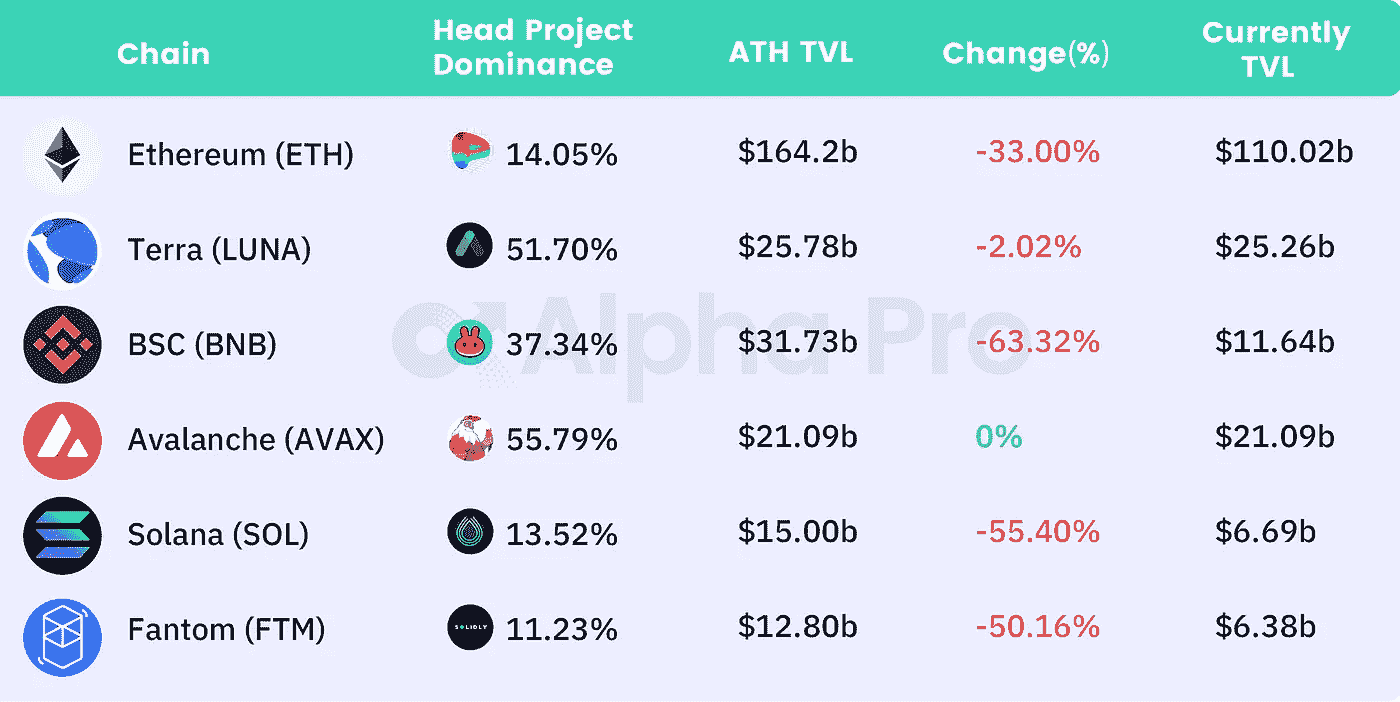 Chain Head Project Dominance ATH TVL Change(%) Currently TVL
Ethereum (ETH) 14.05% $164.2b -33.00% $110.02b
Terra (LUNA) 51.70% $25.78b -2.02% $25.26b
Alpha Pro
BSC (BNB) 37.34% $31.73b -63.32% $11.64b
Avalanche (AVAX) 55.79% $21.09b 0% $21.09b
Solana (SOL) 13.52% $15.00b -55.40% $6.69b
Fantom (FTM) SOLIDLY 11.23% $12.80b -50.16% $6.38b